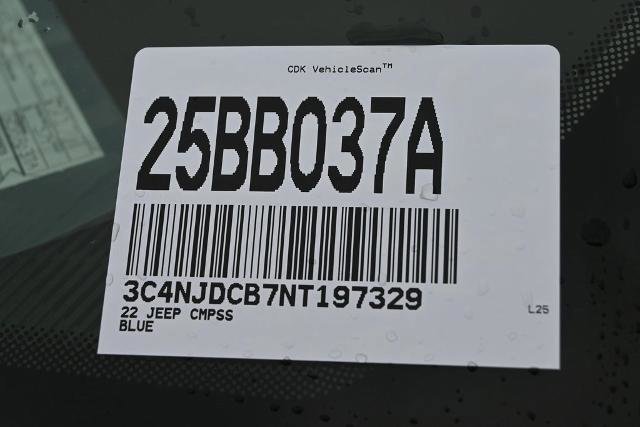 CDK VehicleScan™
25BB037A
3C4NJDCB7NT197329
22 JEEP CMPSS
BLUE
L25